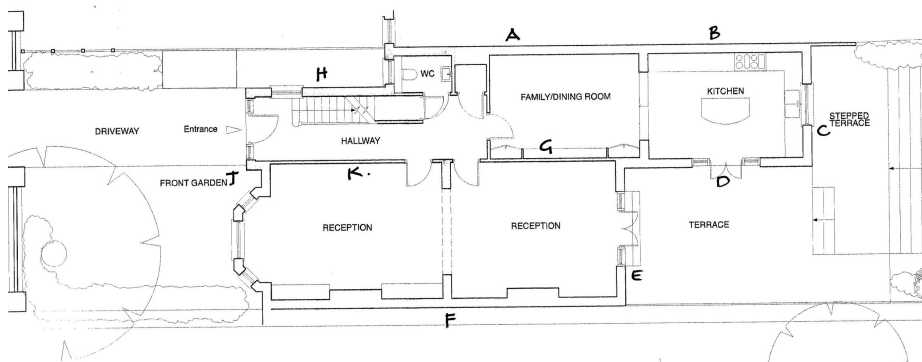 A
B
H
WC
KITCHEN
FAMILY/DINING ROOM
STEPPED
TERRACE
C
DRIVEWAY
Entrance
HALLWAY
G
J
K.
FRONT GARDEN
D
RECEPTION
RECEPTION
TERRACE
E
F